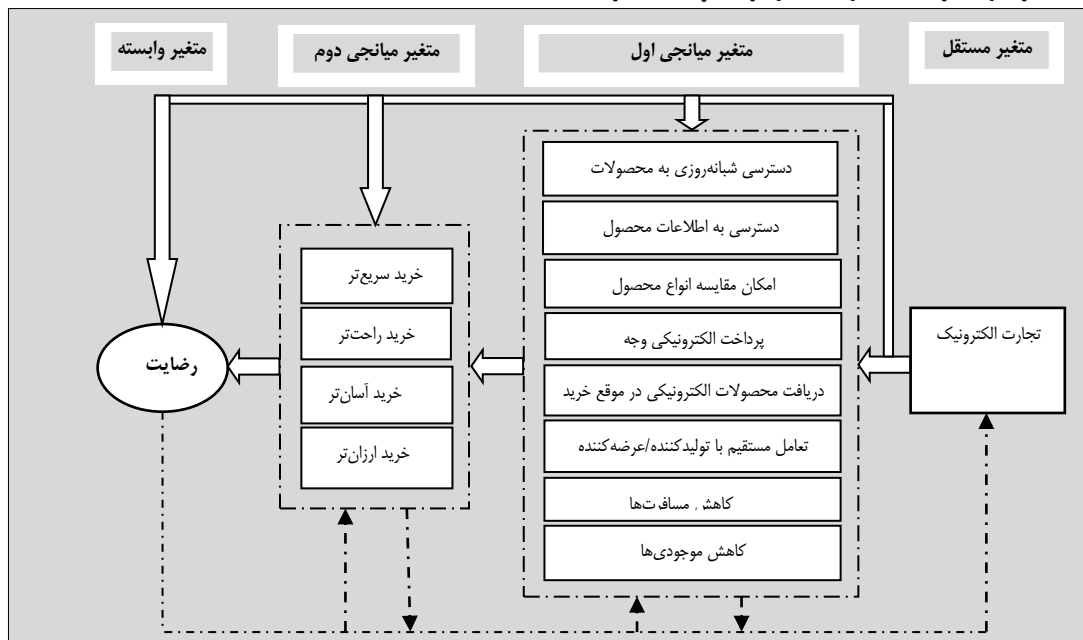 متغیر مستقل
متغیر میانجی اول
متغیر میانجی دوم
متغیر وابسته
تجارت الکترونیک
دسترسی شبانه‌روزی به محصولات
دسترسی به اطلاعات محصول
امکان مقایسه انواع محصول
پرداخت الکترونیکی وجه
دریافت محصولات الکترونیکی در موقع خرید
تعامل مستقیم با تولیدکننده/عرضه‌کننده
کاهش مسافرت‌ها
کاهش موجودی‌ها
خرید سریع‌تر
خرید راحت‌تر
خرید آسان‌تر
خرید ارزان‌تر
رضایت